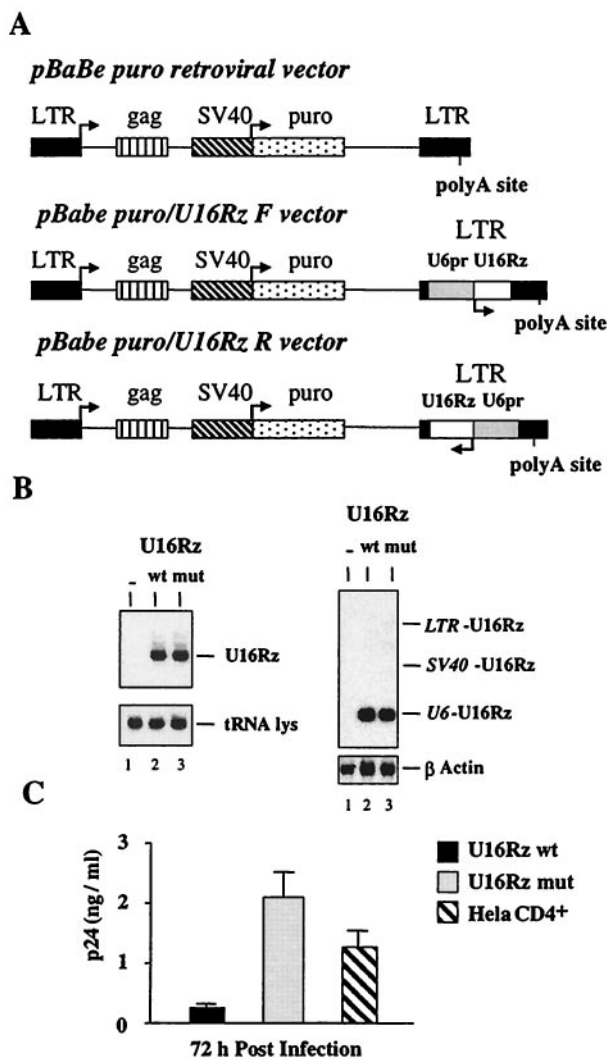 A
pBaBe puro retroviral vector
LTR gag SV40 puro LTR
polyA site
pBabe puro/U16Rz F vector
LTR
LTR gag SV40 puro U6pr U16Rz
polyA site
pBabe puro/U16Rz R vector
LTR
LTR gag SV40 puro U16Rz U6pr
polyA site
B
U16Rz
- wt mut
U16Rz
tRNA lys
1 2 3
U16Rz
- wt mut
LTR -U16Rz
SV40 -U16Rz
U6-U16Rz
β Actin
1 2 3
C
p24 (ng / ml)
3
2
1
0
72 h Post Infection
U16Rz wt
U16Rz mut
Hela CD4+